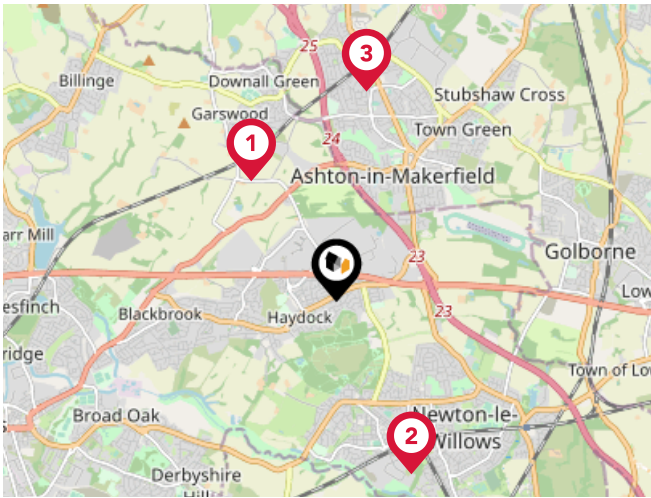 25
3
Billinge
Downall Green
Stubshaw Cross
Garswood
Town Green
1
24
Ashton-in-Makerfield
arr Mill
23
Golborne
esfinch
Low
23
Blackbrook
Haydock
ridge
Town of Lo
Broad Oak
Newton-le-
2
Willows
s
Derbyshire
Hill